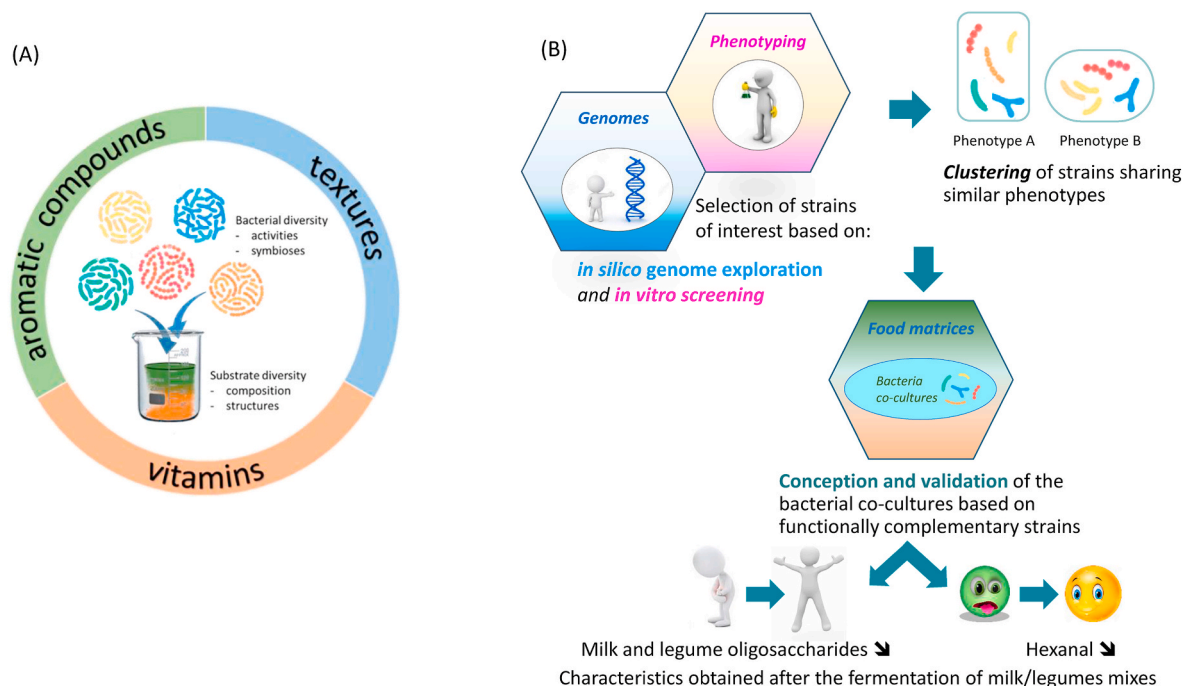 (A)
aromatic compounds
textures
vitamins
Bacterial diversity
- activities
- symbioses
Substrate diversity
- composition
- structures
(B)
Phenotyping
Genomes
Selection of strains
of interest based on:
in silico genome exploration
and in vitro screening
Phenotype A
Phenotype B
Clustering of strains sharing
similar phenotypes
Food matrices
Bacteria
co-cultures
Conception and validation of the
bacterial co-cultures based on
functionally complementary strains
Milk and legume oligosaccharides ↘
Hexanal ↘
Characteristics obtained after the fermentation of milk/legumes mixes